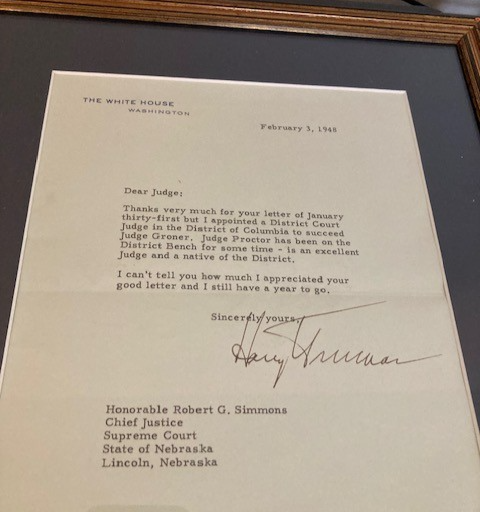 THE WHITE HOUSE
WASHINGTON
February 3, 1948
Dear Judge:
Thanks very much for your letter of January
thirty-first but I appointed a District Court
Judge in the District of Columbia to succeed
Judge Groner. Judge Proctor has been on the
District Bench for some time - is an excellent
Judge and a native of the District.
I can't tell you how much I appreciated your
good letter and I still have a year to go.
Sincerely yours,
Harry Truman
Honorable Robert G. Simmons
Chief Justice
Supreme Court
State of Nebraska
Lincoln, Nebraska